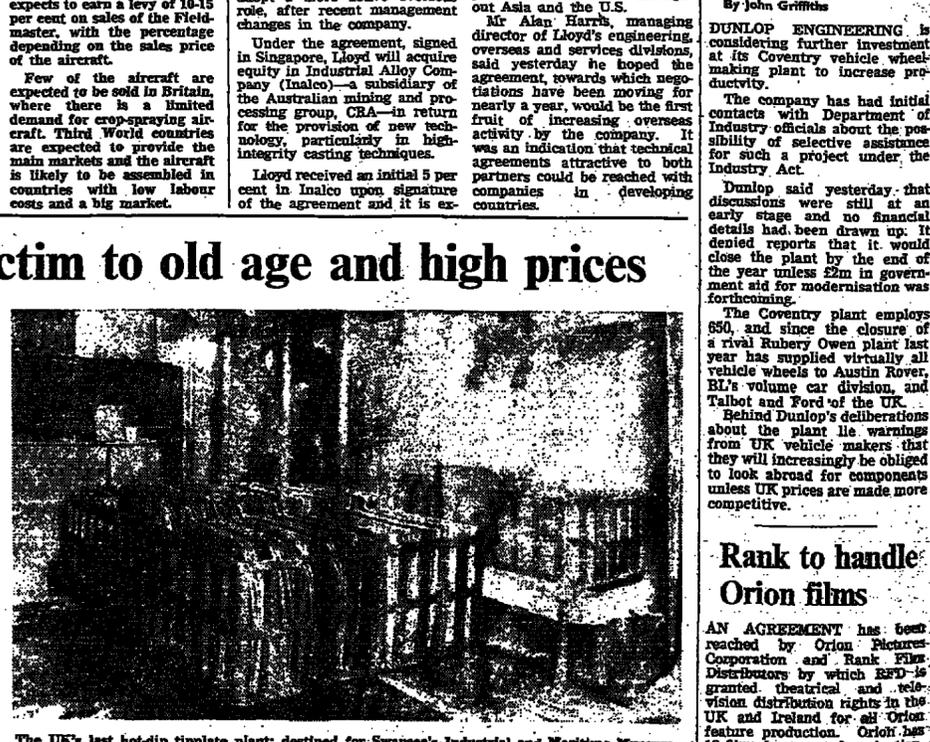 expects to earn a levy of 10-15
per cent on sales of the Field-
master, with the percentage
depending on the sales price
of the aircraft.
Few of the aircraft are
expected to be sold in Britain,
where there is a limited
demand for crop-spraying air-
craft. Third World countries
are expected to provide the
main markets and the aircraft
is likely to be assembled in
countries with low labour
costs and a big market.
role, after recent management
changes in the company.
Under the agreement, signed
in Singapore, Lloyd will acquire
equity in Industrial Alloy Com-
pany (Inalco)—a subsidiary of
the Australian mining and pro-
cessing group, CRA—in return
for the provision of new tech-
nology, particularly in high-
integrity casting techniques.
Lloyd received an initial 5 per
cent in Inalco upon signature
of the agreement and it is ex-
out Asia and the U.S.
Mr Alan Harris, managing
director of Lloyd's engineering,
overseas and services divisions,
said yesterday he hoped the
agreement, towards which nego-
tiations have been moving for
nearly a year, would be the first
fruit of increasing overseas
activity by the company. It
was an indication that technical
agreements attractive to both
partners could be reached with
companies in developing
countries.
ctim to old age and high prices
The UK's last hot-dip tinplate plant: destined for Swansea's Industrial and Maritime
By John Griffiths
DUNLOP ENGINEERING is
considering further investment
at its Coventry vehicle wheel-
making plant to increase pro-
ductvity.
The company has had initial
contacts with Department of
Industry officials about the pos-
sibility of selective assistance
for such a project under the
Industry Act.
Dunlop said yesterday that
discussions were still at an
early stage and no financial
details had been drawn up. It
denied reports that it would
close the plant by the end of
the year unless £2m in govern-
ment aid for modernisation was
forthcoming.
The Coventry plant employs
650, and since the closure of
a rival Rubery Owen plant last
year has supplied virtually all
vehicle wheels to Austin Rover,
BL's volume car division, and
Talbot and Ford of the UK.
Behind Dunlop's deliberations
about the plant lie warnings
from UK vehicle makers that
they will increasingly be obliged
to look abroad for components
unless UK prices are made more
competitive.
Rank to handle
Orion films
AN AGREEMENT has been
reached by Orion Pictures
Corporation and Rank Film
Distributors by which RFD is
granted theatrical and tele-
vision distribution rights in the
UK and Ireland for all Orion
feature production. Orion has